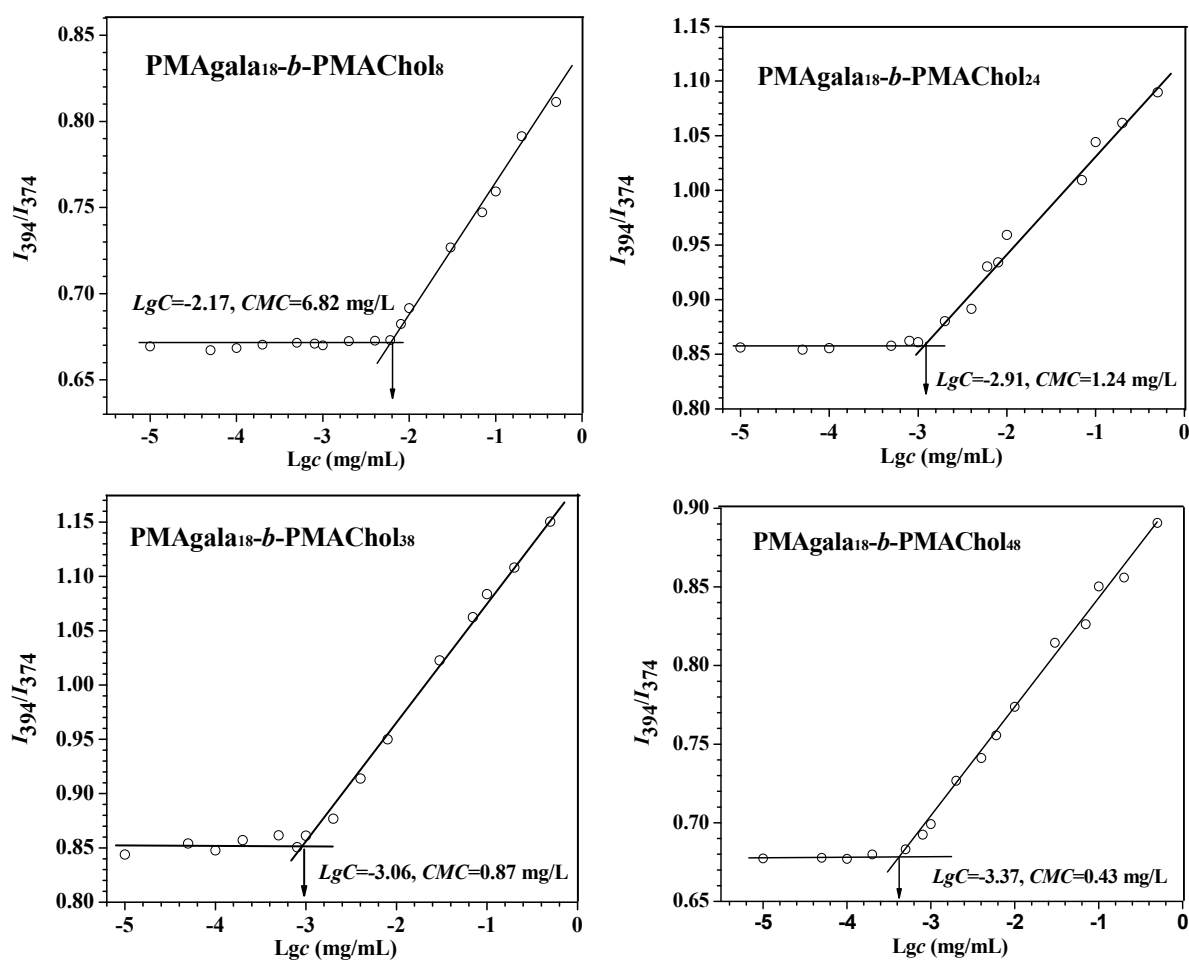 PMAgala18-b-PMAChol8
0.85
0.80
0.75
0.70
0.65
I394/I374
LgC=-2.17, CMC=6.82 mg/L
-5 -4 -3 -2 -1 0
Lgc (mg/mL)
PMAgala18-b-PMAChol24
1.15
1.10
1.05
1.00
0.95
0.90
0.85
0.80
I394/I374
LgC=-2.91, CMC=1.24 mg/L
-5 -4 -3 -2 -1 0
Lgc (mg/mL)
PMAgala18-b-PMAChol38
1.15
1.10
1.05
1.00
0.95
0.90
0.85
0.80
I394/I374
LgC=-3.06, CMC=0.87 mg/L
-5 -4 -3 -2 -1 0
Lgc (mg/mL)
PMAgala18-b-PMAChol48
0.90
0.85
0.80
0.75
0.70
0.65
I394/I374
LgC=-3.37, CMC=0.43 mg/L
-5 -4 -3 -2 -1 0
Lgc (mg/mL)